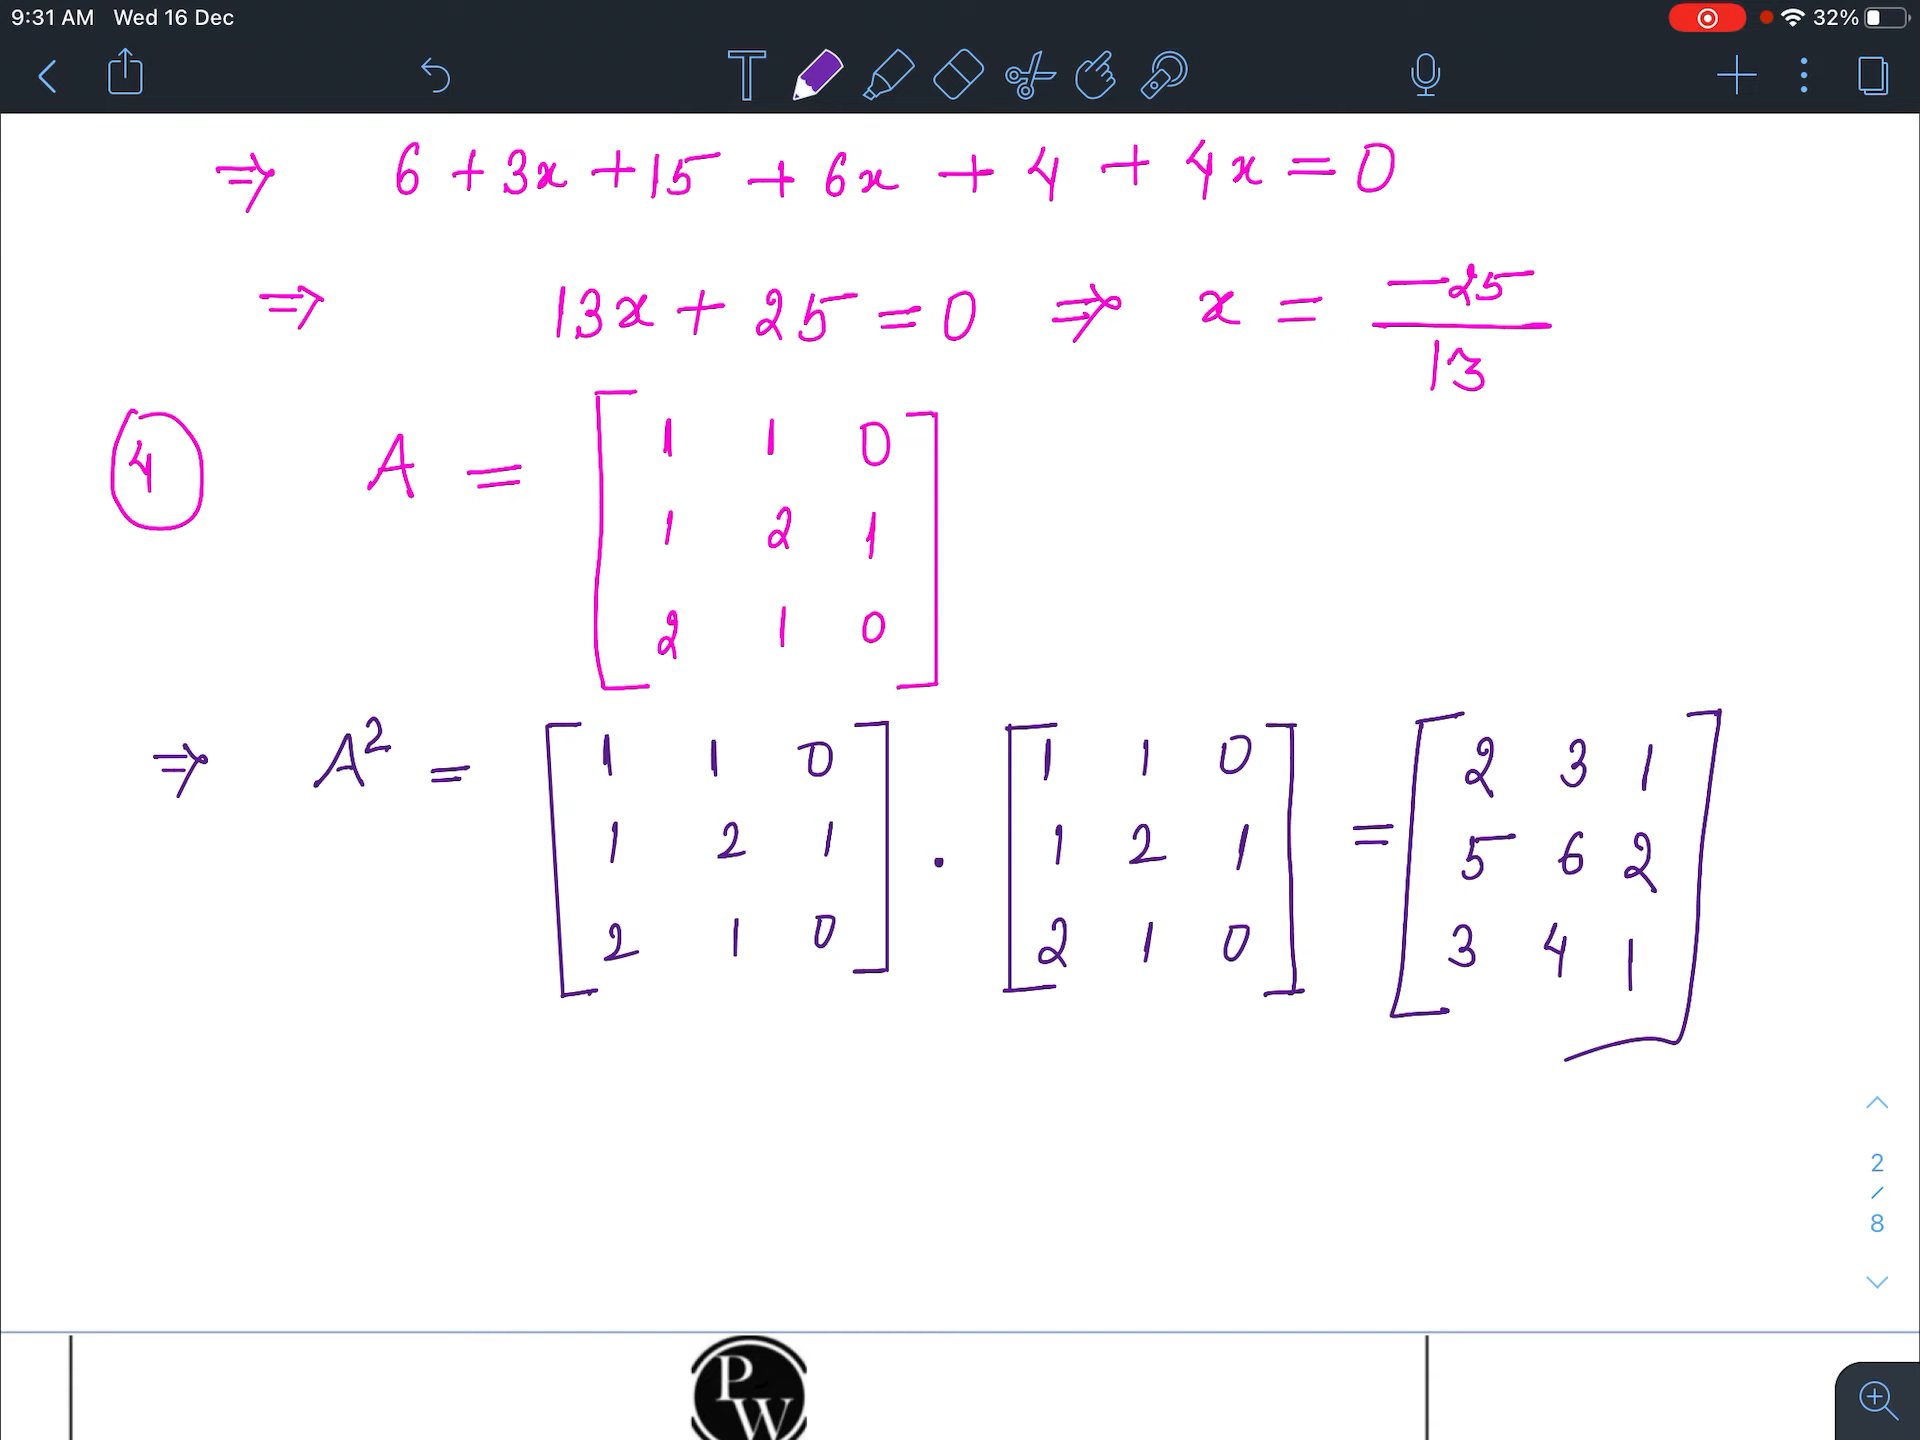 9:31 AM Wed 16 Dec 32%
T
⇒ 6 + 3x + 15 + 6x + 4 + 4x = 0
⇒ 13x + 25 = 0 ⇒ x = -25/13
4 A = [1 1 0
1 2 1
2 1 0]
⇒ A² = [1 1 0 ] . [1 1 0 ] = [2 3 1
1 2 1 1 2 1 5 6 2
2 1 0 2 1 0 3 4 1]
2
/
8
PW